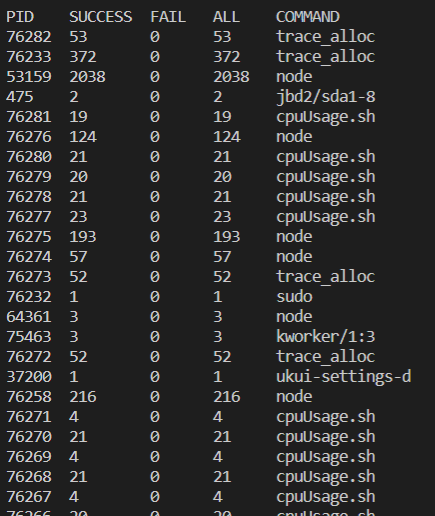 PID SUCCESS FAIL ALL COMMAND
76282 53 0 53 trace_alloc
76233 372 0 372 trace_alloc
53159 2038 0 2038 node
475 2 0 2 jbd2/sda1-8
76281 19 0 19 cpuUsage.sh
76276 124 0 124 node
76280 21 0 21 cpuUsage.sh
76279 20 0 20 cpuUsage.sh
76278 21 0 21 cpuUsage.sh
76277 23 0 23 cpuUsage.sh
76275 193 0 193 node
76274 57 0 57 node
76273 52 0 52 trace_alloc
76232 1 0 1 sudo
64361 3 0 3 node
75463 3 0 3 kworker/1:3
76272 52 0 52 trace_alloc
37200 1 0 1 ukui-settings-d
76258 216 0 216 node
76271 4 0 4 cpuUsage.sh
76270 21 0 21 cpuUsage.sh
76269 4 0 4 cpuUsage.sh
76268 21 0 21 cpuUsage.sh
76267 4 0 4 cpuUsage.sh
76266 20 0 20 cpuUsage.sh